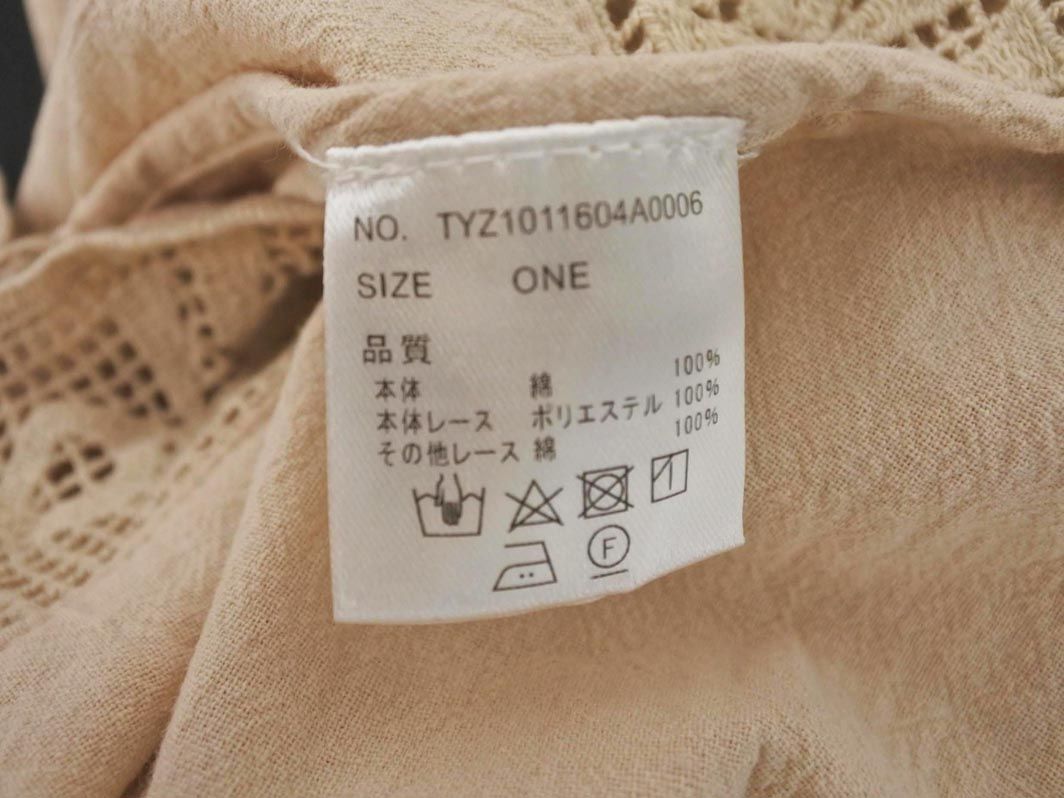 NO. TYZ1011604A0006
SIZE ONE
品質
本体 綿 100%
本体レース ポリエステル 100%
その他レース 綿 100%
F